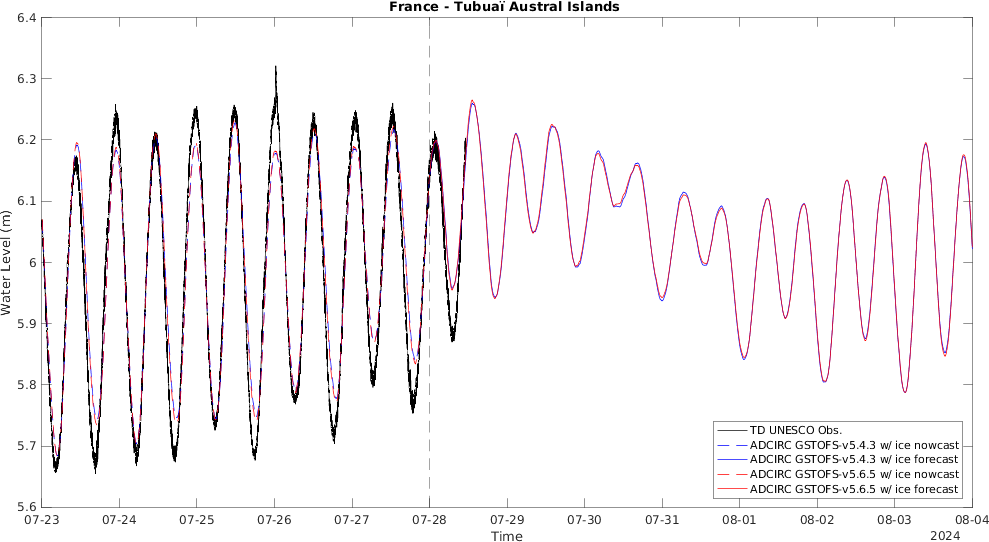 France - Tubuaï Austral Islands
6.4
6.3
6.2
6.1
6
5.9
5.8
5.7
5.6
Water Level (m)
TD UNESCO Obs.
ADCIRC GSTOFS-v5.4.3 w/ ice nowcast
ADCIRC GSTOFS-v5.4.3 w/ ice forecast
ADCIRC GSTOFS-v5.6.5 w/ ice nowcast
ADCIRC GSTOFS-v5.6.5 w/ ice forecast
07-23 07-24 07-25 07-26 07-27 07-28 07-29 07-30 07-31 08-01 08-02 08-03 08-04
Time
2024